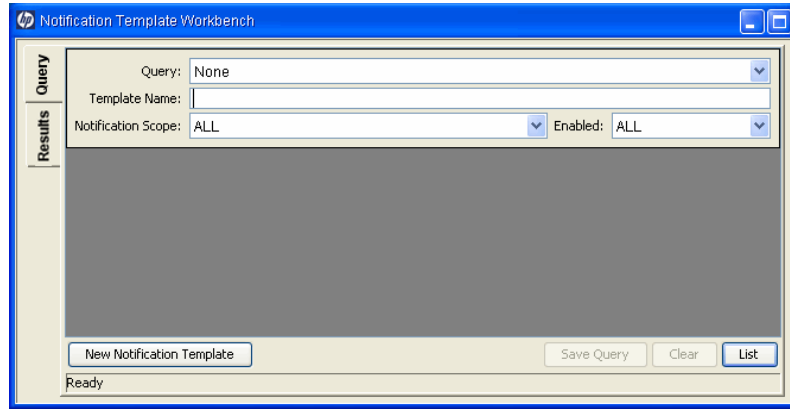 hp Notification Template Workbench
Query
Results
Query: None
Template Name:
Notification Scope: ALL Enabled: ALL
New Notification Template Save Query Clear List
Ready